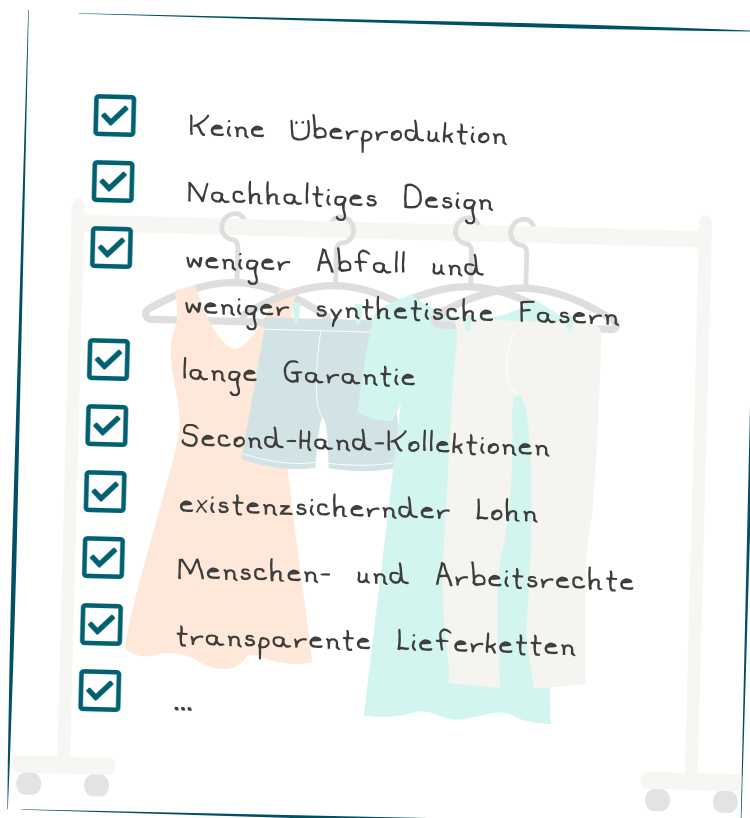 Keine Überproduktion
Nachhaltiges Design
weniger Abfall und
weniger synthetische Fasern
lange Garantie
Second-Hand-Kollektionen
existenzsichernder Lohn
Menschen- und Arbeitsrechte
transparente Lieferketten
...